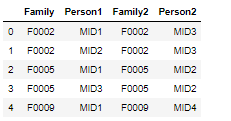 Family Person1 Family2 Person2
0 F0002 MID1 F0002 MID3
1 F0002 MID2 F0002 MID3
2 F0005 MID1 F0005 MID2
3 F0005 MID3 F0005 MID2
4 F0009 MID1 F0009 MID4